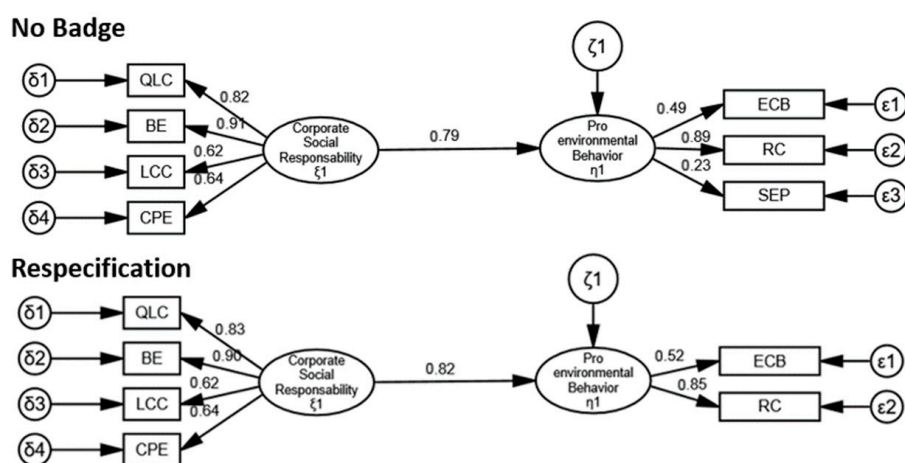 No Badge
ζ1
δ1
QLC
0.82
ECB
ε1
0.49
δ2
BE
0.91
Corporate
Social
Responsability
ξ1
0.79
Pro
environmental
Behavior
η1
0.89
RC
ε2
δ3
LCC
0.62
0.64
0.23
SEP
ε3
δ4
CPE
Respecification
ζ1
δ1
QLC
0.83
δ2
BE
0.90
Corporate
Social
Responsability
ξ1
0.82
Pro
environmental
Behavior
η1
0.52
ECB
ε1
δ3
LCC
0.62
0.64
0.85
RC
ε2
δ4
CPE